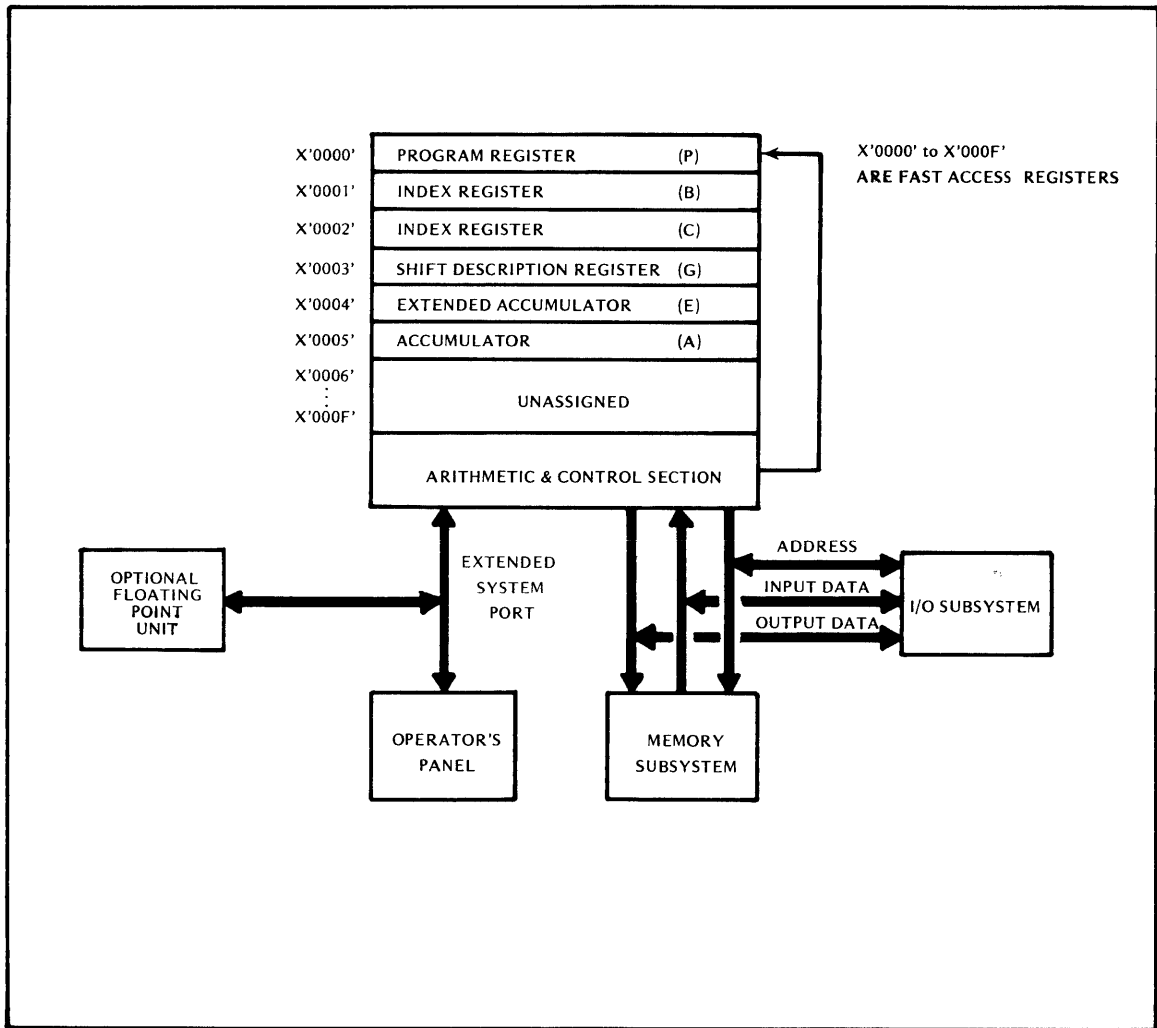 X'0000' PROGRAM REGISTER (P)
X'0001' INDEX REGISTER (B)
X'0002' INDEX REGISTER (C)
X'0003' SHIFT DESCRIPTION REGISTER (G)
X'0004' EXTENDED ACCUMULATOR (E)
X'0005' ACCUMULATOR (A)
X'0006'
⋮
X'000F'
UNASSIGNED
ARITHMETIC & CONTROL SECTION
X'0000' to X'000F'
ARE FAST ACCESS REGISTERS
OPTIONAL
FLOATING
POINT
UNIT
EXTENDED
SYSTEM
PORT
ADDRESS
INPUT DATA
OUTPUT DATA
I/O SUBSYSTEM
OPERATOR'S
PANEL
MEMORY
SUBSYSTEM